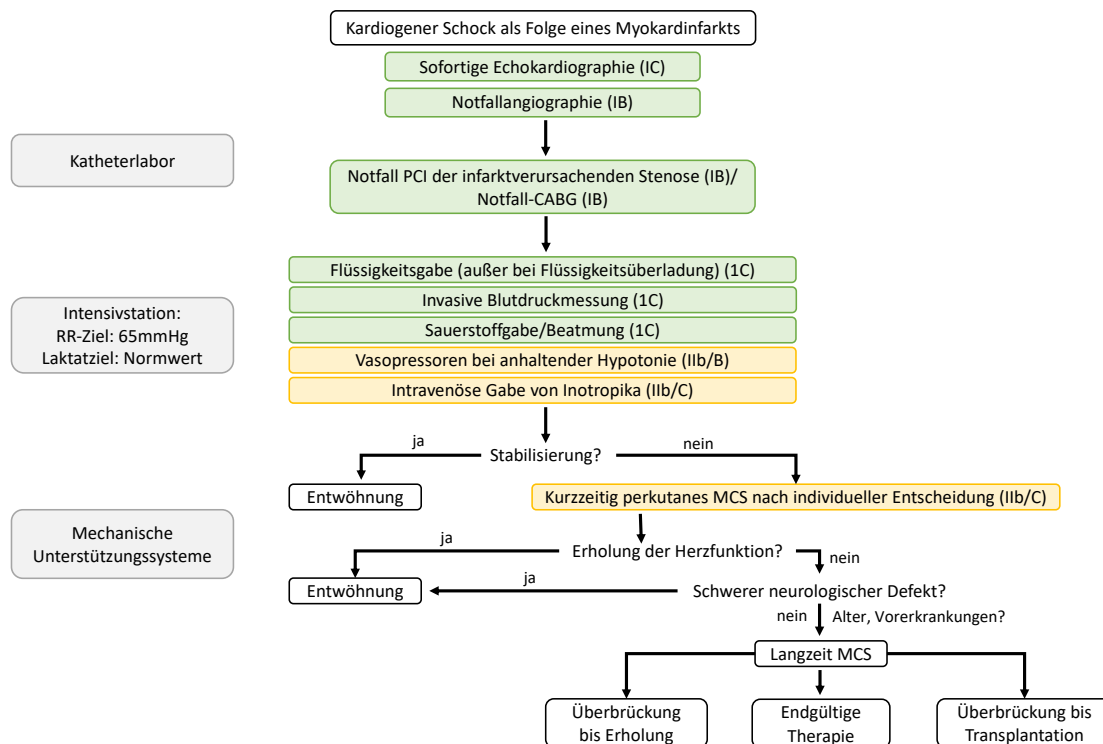 Kardiogener Schock als Folge eines Myokardinfarkts
Sofortige Echokardiographie (IC)
Notfallangiographie (IB)
Katheterlabor
Notfall PCI der infarktverursachenden Stenose (IB)/
Notfall-CABG (IB)
Flüssigkeitsgabe (außer bei Flüssigkeitsüberladung) (1C)
Invasive Blutdruckmessung (1C)
Sauerstoffgabe/Beatmung (1C)
Vasopressoren bei anhaltender Hypotonie (IIb/B)
Intravenöse Gabe von Inotropika (IIb/C)
Intensivstation:
RR-Ziel: 65mmHg
Laktatziel: Normwert
ja
nein
Stabilisierung?
Entwöhnung
Kurzzeitig perkutanes MCS nach individueller Entscheidung (IIb/C)
Mechanische
Unterstützungssysteme
ja
Erholung der Herzfunktion?
nein
Entwöhnung
ja
Schwerer neurologischer Defekt?
nein
Alter, Vorerkrankungen?
Langzeit MCS
Überbrückung
bis Erholung
Endgültige
Therapie
Überbrückung bis
Transplantation